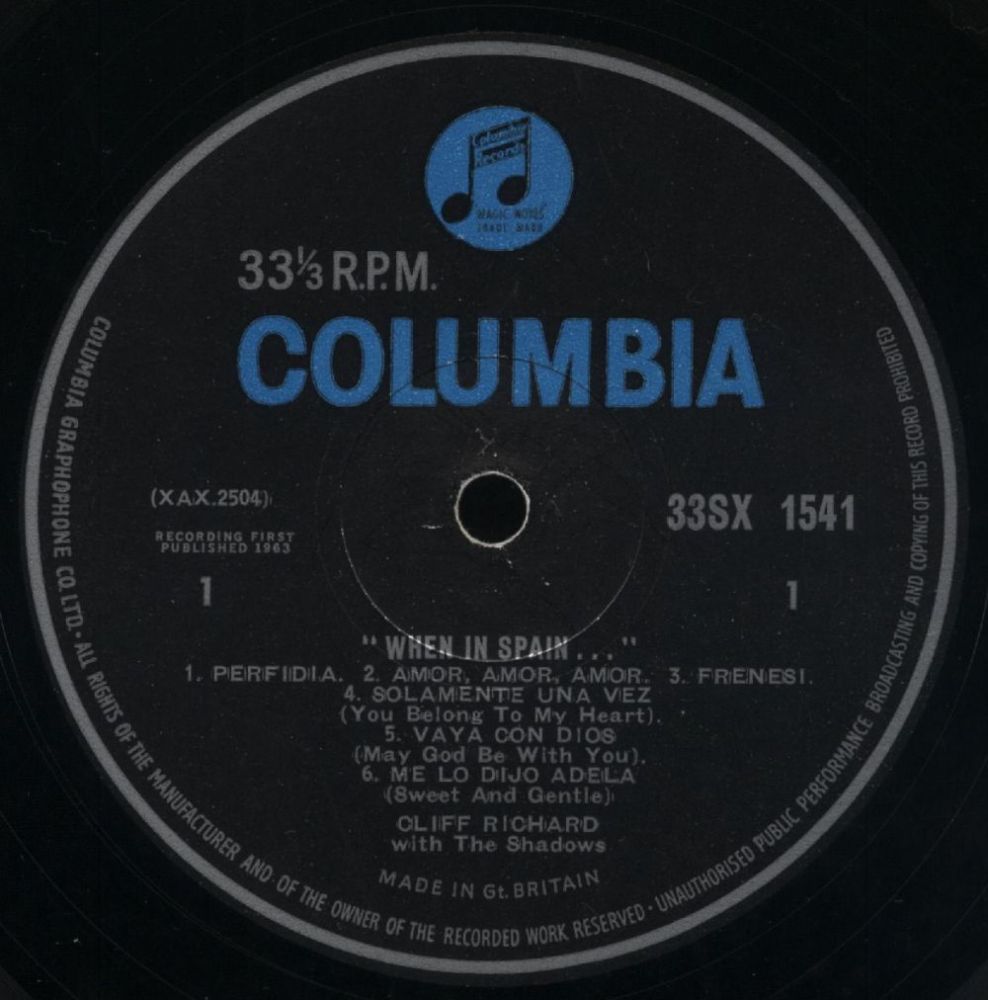 Columbia
Records
MAGIC NOTES
TRADE MARK
33⅓ R.P.M.
COLUMBIA
(XAX.2504)
33SX 1541
RECORDING FIRST
PUBLISHED 1963
1
1
"WHEN IN SPAIN..."
1. PERFIDIA. 2. AMOR, AMOR, AMOR. 3. FRENESI.
4. SOLAMENTE UNA VEZ
(You Belong To My Heart).
5. VAYA CON DIOS
(May God Be With You).
6. ME LO DIJO ADELA
(Sweet And Gentle)
CLIFF RICHARD
with The Shadows
MADE IN Gt. BRITAIN
COLUMBIA GRAPHOPHONE CO. LTD. · ALL RIGHTS OF THE MANUFACTURER AND OF THE OWNER OF THE RECORDED WORK RESERVED · UNAUTHORISED PUBLIC PERFORMANCE BROADCASTING AND COPYING OF THIS RECORD PROHIBITED